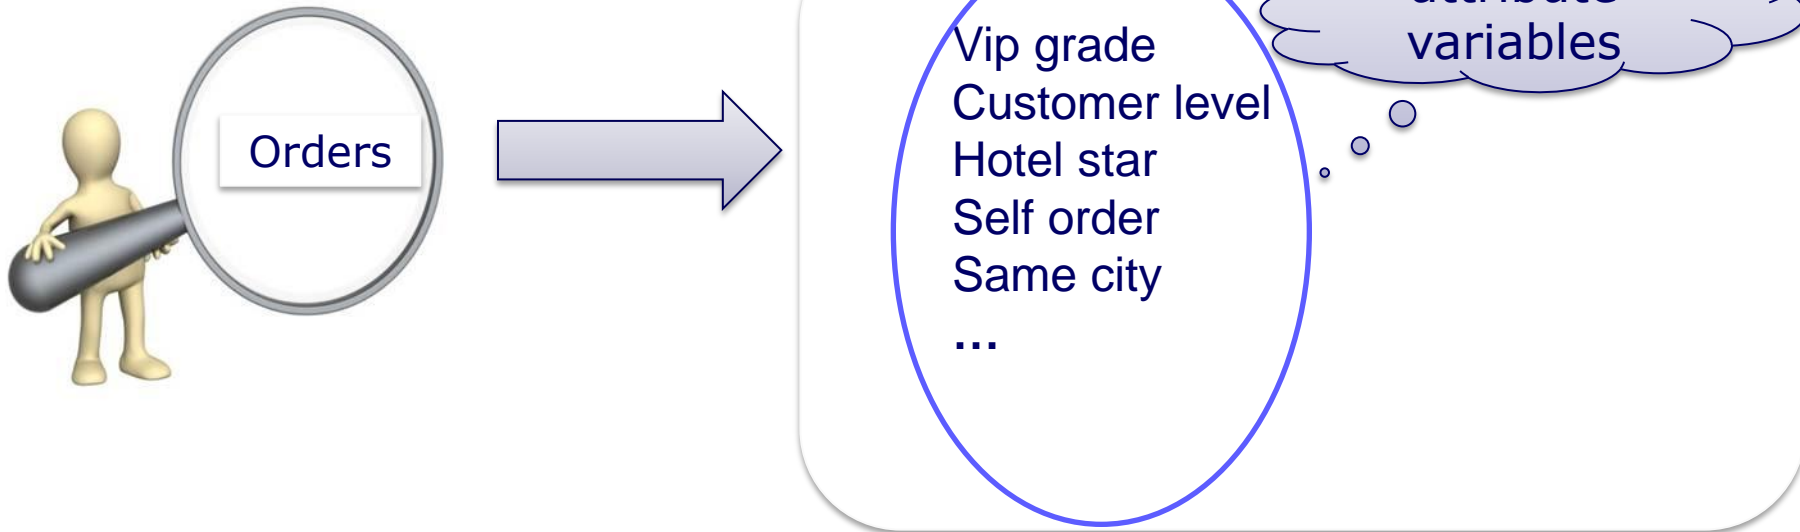 Orders
Vip grade
Customer level
Hotel star
Self order
Same city
...
variables